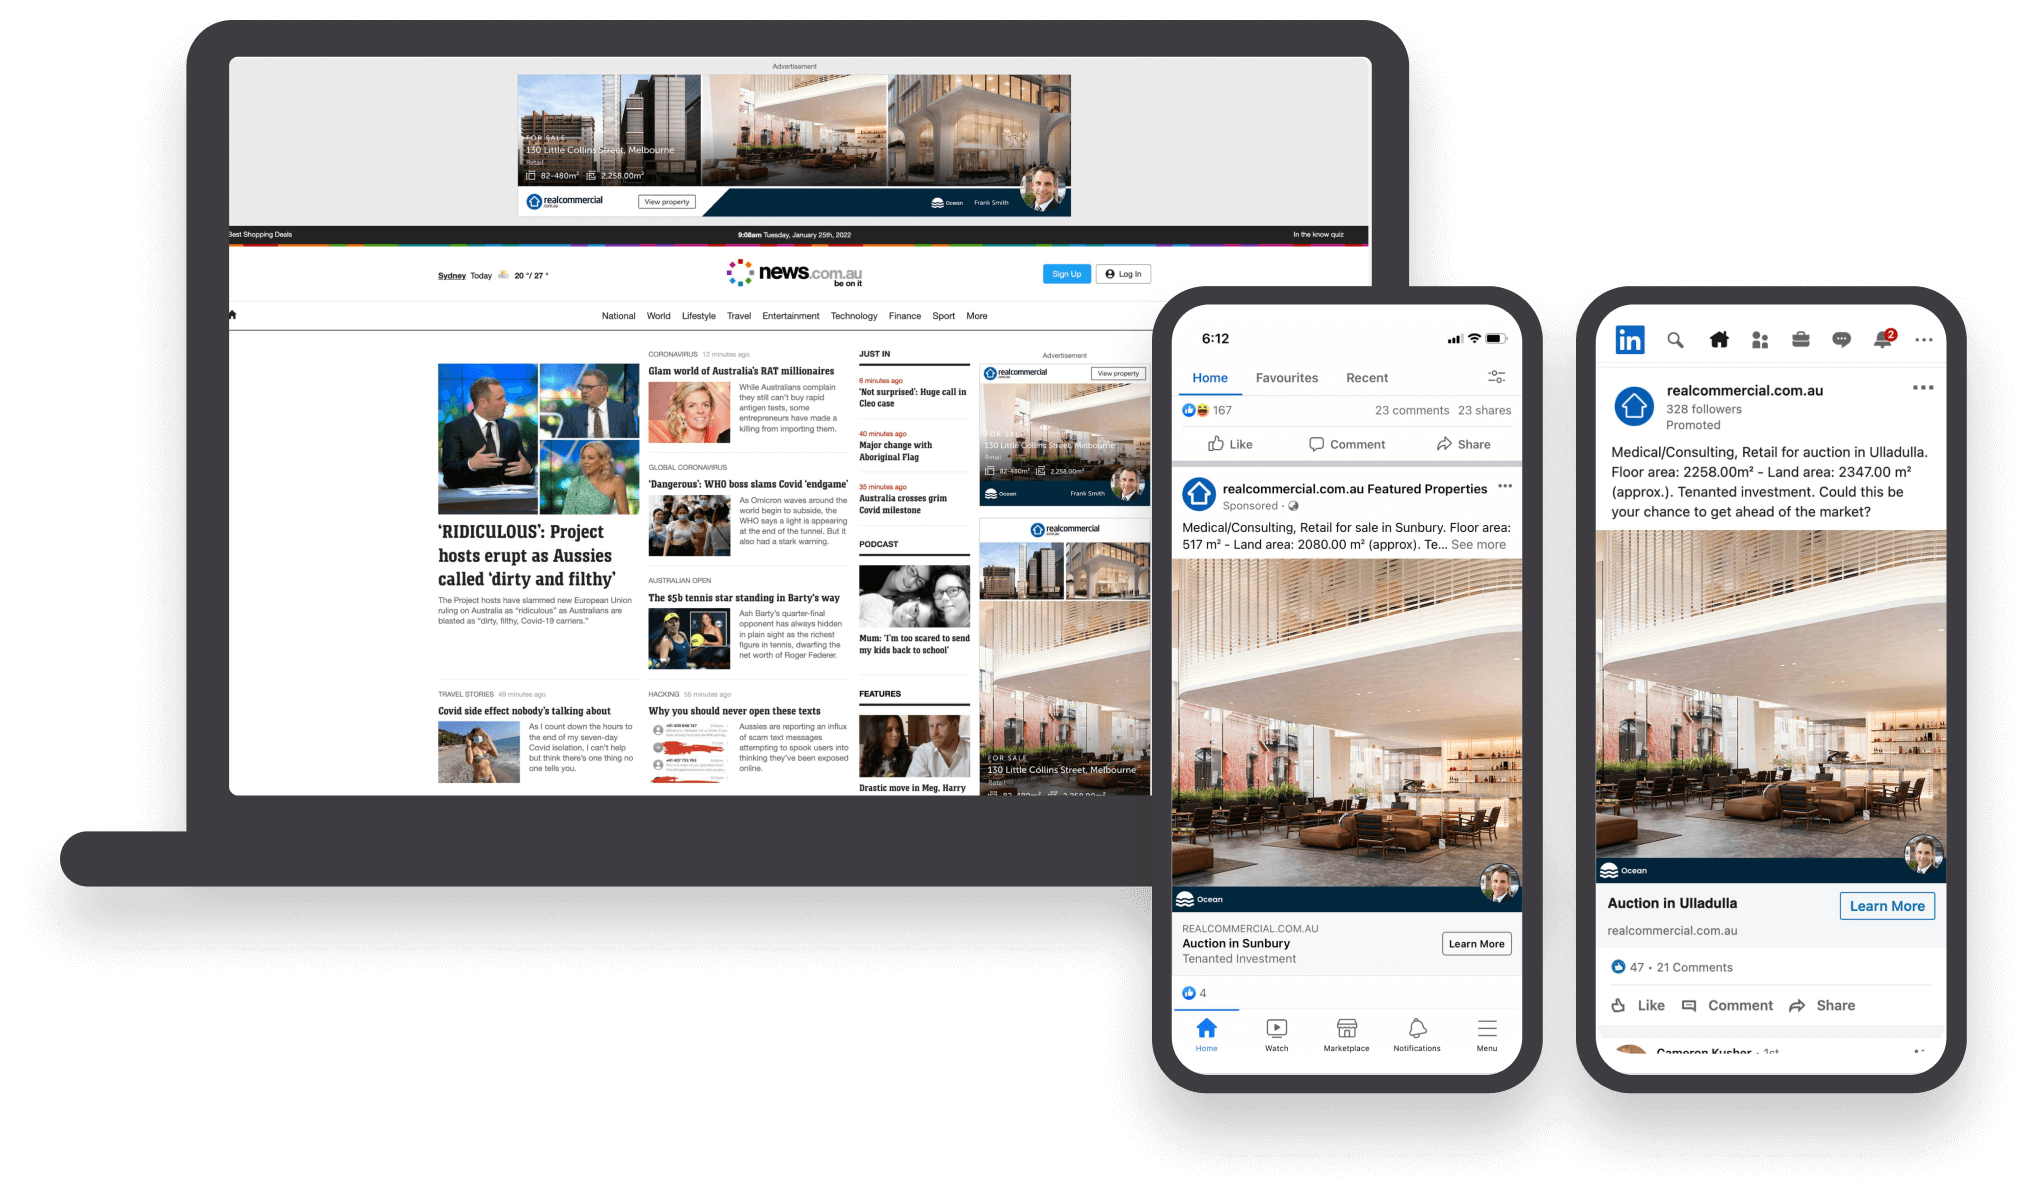 Advertisement
FOR SALE
130 Little Collins Street, Melbourne
Retail
82-480m² 2,258.00m²
realcommercial
.com.au
View property
Ocean
Frank Smith
Best Shopping Deals
9:08am Tuesday, January 25th, 2022
In the know quiz
Sydney Today 20 °/ 27 °
news.com.au
be on it
Sign Up
Log In
National World Lifestyle Travel Entertainment Technology Finance Sport More
‘RIDICULOUS’: Project
hosts erupt as Aussies
called ‘dirty and filthy’
The Project hosts have slammed new European Union
ruling on Australia as “ridiculous” as Australians are
blasted as “dirty, filthy, Covid-19 carriers.”
TRAVEL STORIES 49 minutes ago
Covid side effect nobody’s talking about
As I count down the hours to
the end of my seven-day
Covid isolation, I can’t help
but think there’s one thing no
one tells you.
CORONAVIRUS 12 minutes ago
Glam world of Australia’s RAT millionaires
While Australians complain
they still can’t buy rapid
antigen tests, some
entrepreneurs have made a
killing from importing them.
GLOBAL CORONAVIRUS
‘Dangerous’: WHO boss slams Covid ‘endgame’
As Omicron waves around the
world begin to subside, the
WHO says a light is appearing
at the end of the tunnel. But it
also had a stark warning.
AUSTRALIAN OPEN
The $5b tennis star standing in Barty’s way
Ash Barty’s quarter-final
opponent has always hidden
in plain sight as the richest
figure in tennis, dwarfing the
net worth of Roger Federer.
HACKING 55 minutes ago
Why you should never open these texts
Aussies are reporting an influx
of scam text messages
attempting to spook users into
thinking they’ve been exposed
online.
JUST IN
6 minutes ago
‘Not surprised’: Huge call in
Cleo case
40 minutes ago
Major change with
Aboriginal Flag
35 minutes ago
Australia crosses grim
Covid milestone
PODCAST
Mum: ‘I’m too scared to send
my kids back to school’
FEATURES
Drastic move in Meg, Harry
Advertisement
realcommercial
.com.au
View property
FOR SALE
130 Little Collins Street, Melbourne
Retail
82-480m² 2,258.00m²
Ocean
Frank Smith
realcommercial
.com.au
FOR SALE
130 Little Collins Street, Melbourne
Retail
82-480m² 2,258.00m²
6:12
Home Favourites Recent
167
23 comments 23 shares
Like Comment Share
realcommercial.com.au Featured Properties
Sponsored ·
Medical/Consulting, Retail for sale in Sunbury. Floor area:
517 m² - Land area: 2080.00 m² (approx). Te... See more
Ocean
REALCOMMERCIAL.COM.AU
Auction in Sunbury
Tenanted Investment
Learn More
4
Home Watch Marketplace Notifications Menu
in
2
realcommercial.com.au
328 followers
Promoted
Medical/Consulting, Retail for auction in Ulladulla.
Floor area: 2258.00m² - Land area: 2347.00 m²
(approx.). Tenanted investment. Could this be
your chance to get ahead of the market?
Ocean
Auction in Ulladulla
realcommercial.com.au
Learn More
47 • 21 Comments
Like Comment Share
Cameron Kusher · 1st